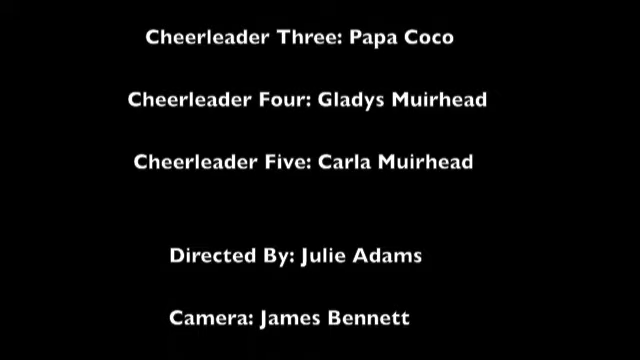 Cheerleader Three: Papa Coco
Cheerleader Four: Gladys Muirhead
Cheerleader Five: Carla Muirhead
Directed By: Julie Adams
Camera: James Bennett